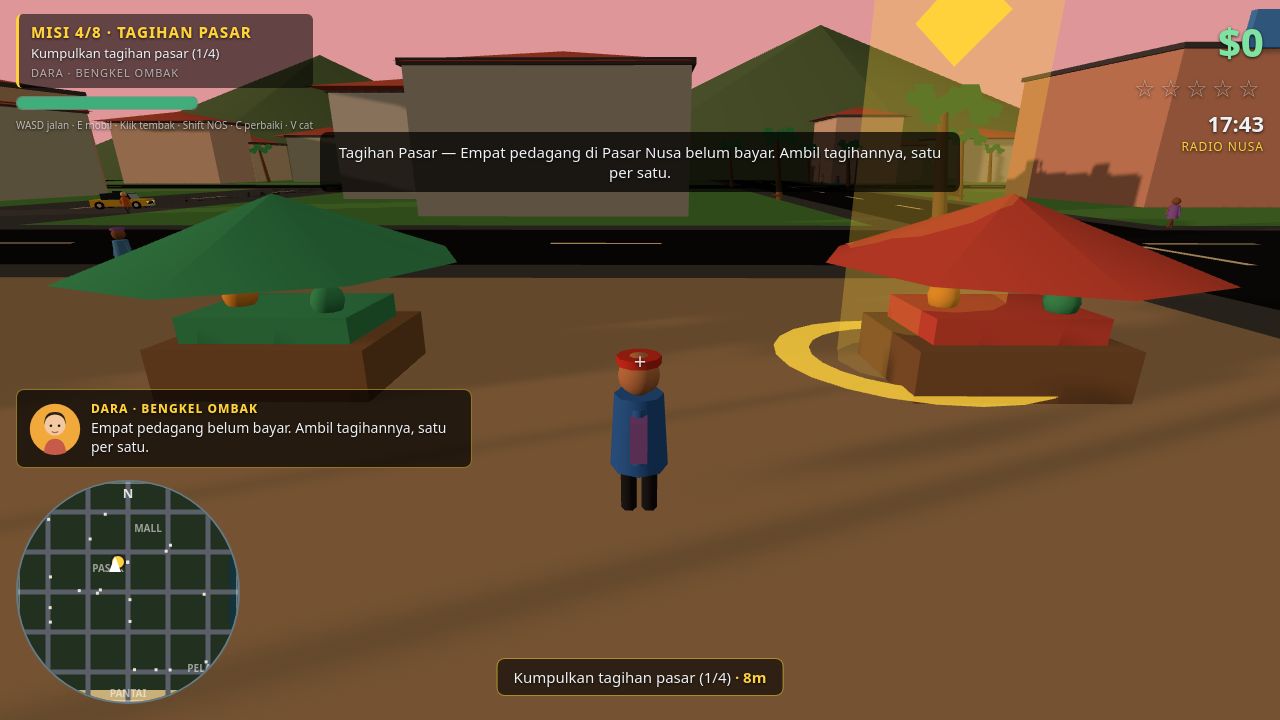 MISI 4/8 · TAGIHAN PASAR
Kumpulkan tagihan pasar (1/4)
DARA · BENGKEL OMBAK
WASD jalan · E mobil · Klik tembak · Shift NOS · C perbaiki · V cat
$0
17:43
RADIO NUSA
Tagihan Pasar — Empat pedagang di Pasar Nusa belum bayar. Ambil tagihannya, satu
per satu.
DARA · BENGKEL OMBAK
Empat pedagang belum bayar. Ambil tagihannya, satu
per satu.
N
MALL
PANTAI
Kumpulkan tagihan pasar (1/4) · 8m